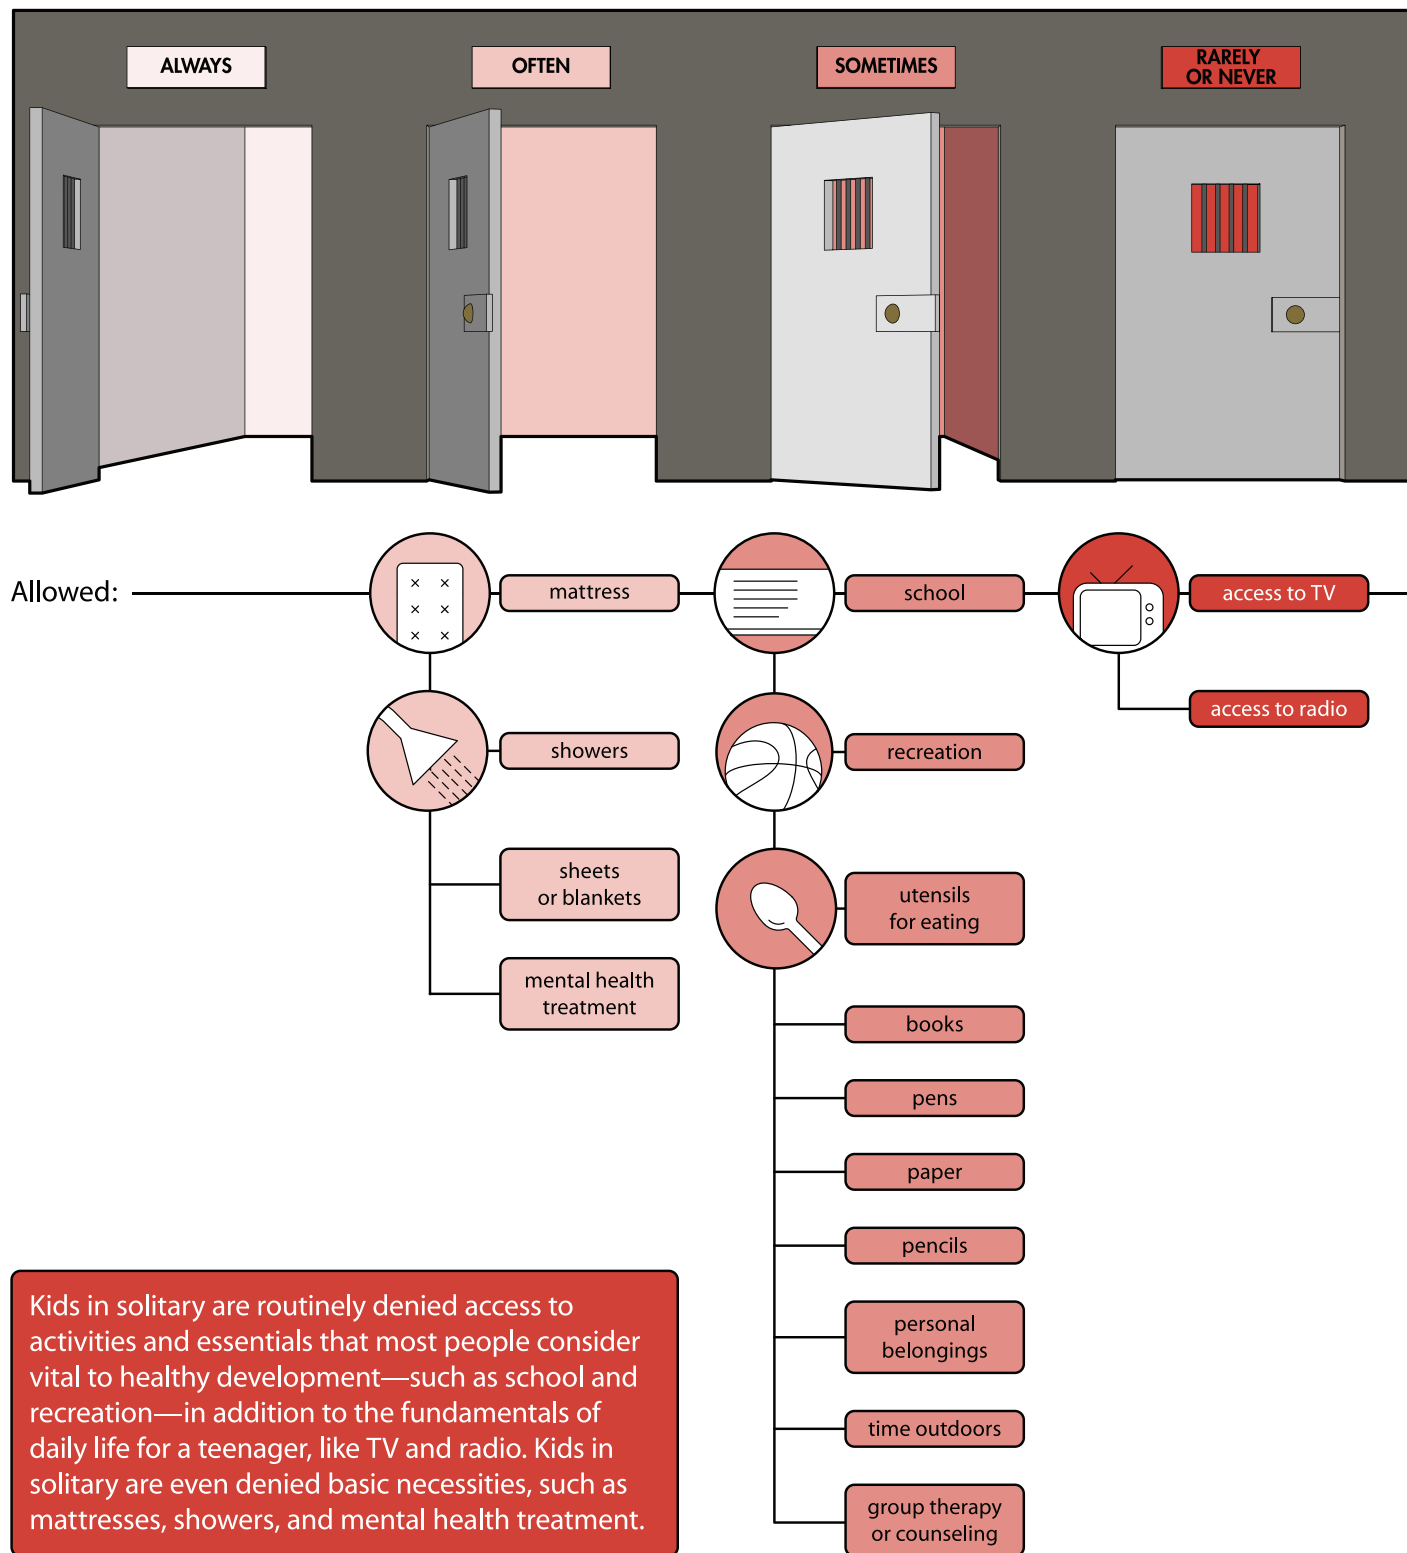 ALWAYS
OFTEN
SOMETIMES
RARELY
OR NEVER
Allowed:
mattress
school
access to TV
access to radio
showers
recreation
sheets
or blankets
utensils
for eating
mental health
treatment
books
pens
paper
pencils
personal
belongings
time outdoors
group therapy
or counseling
Kids in solitary are routinely denied access to
activities and essentials that most people consider
vital to healthy development—such as school and
recreation—in addition to the fundamentals of
daily life for a teenager, like TV and radio. Kids in
solitary are even denied basic necessities, such as
mattresses, showers, and mental health treatment.